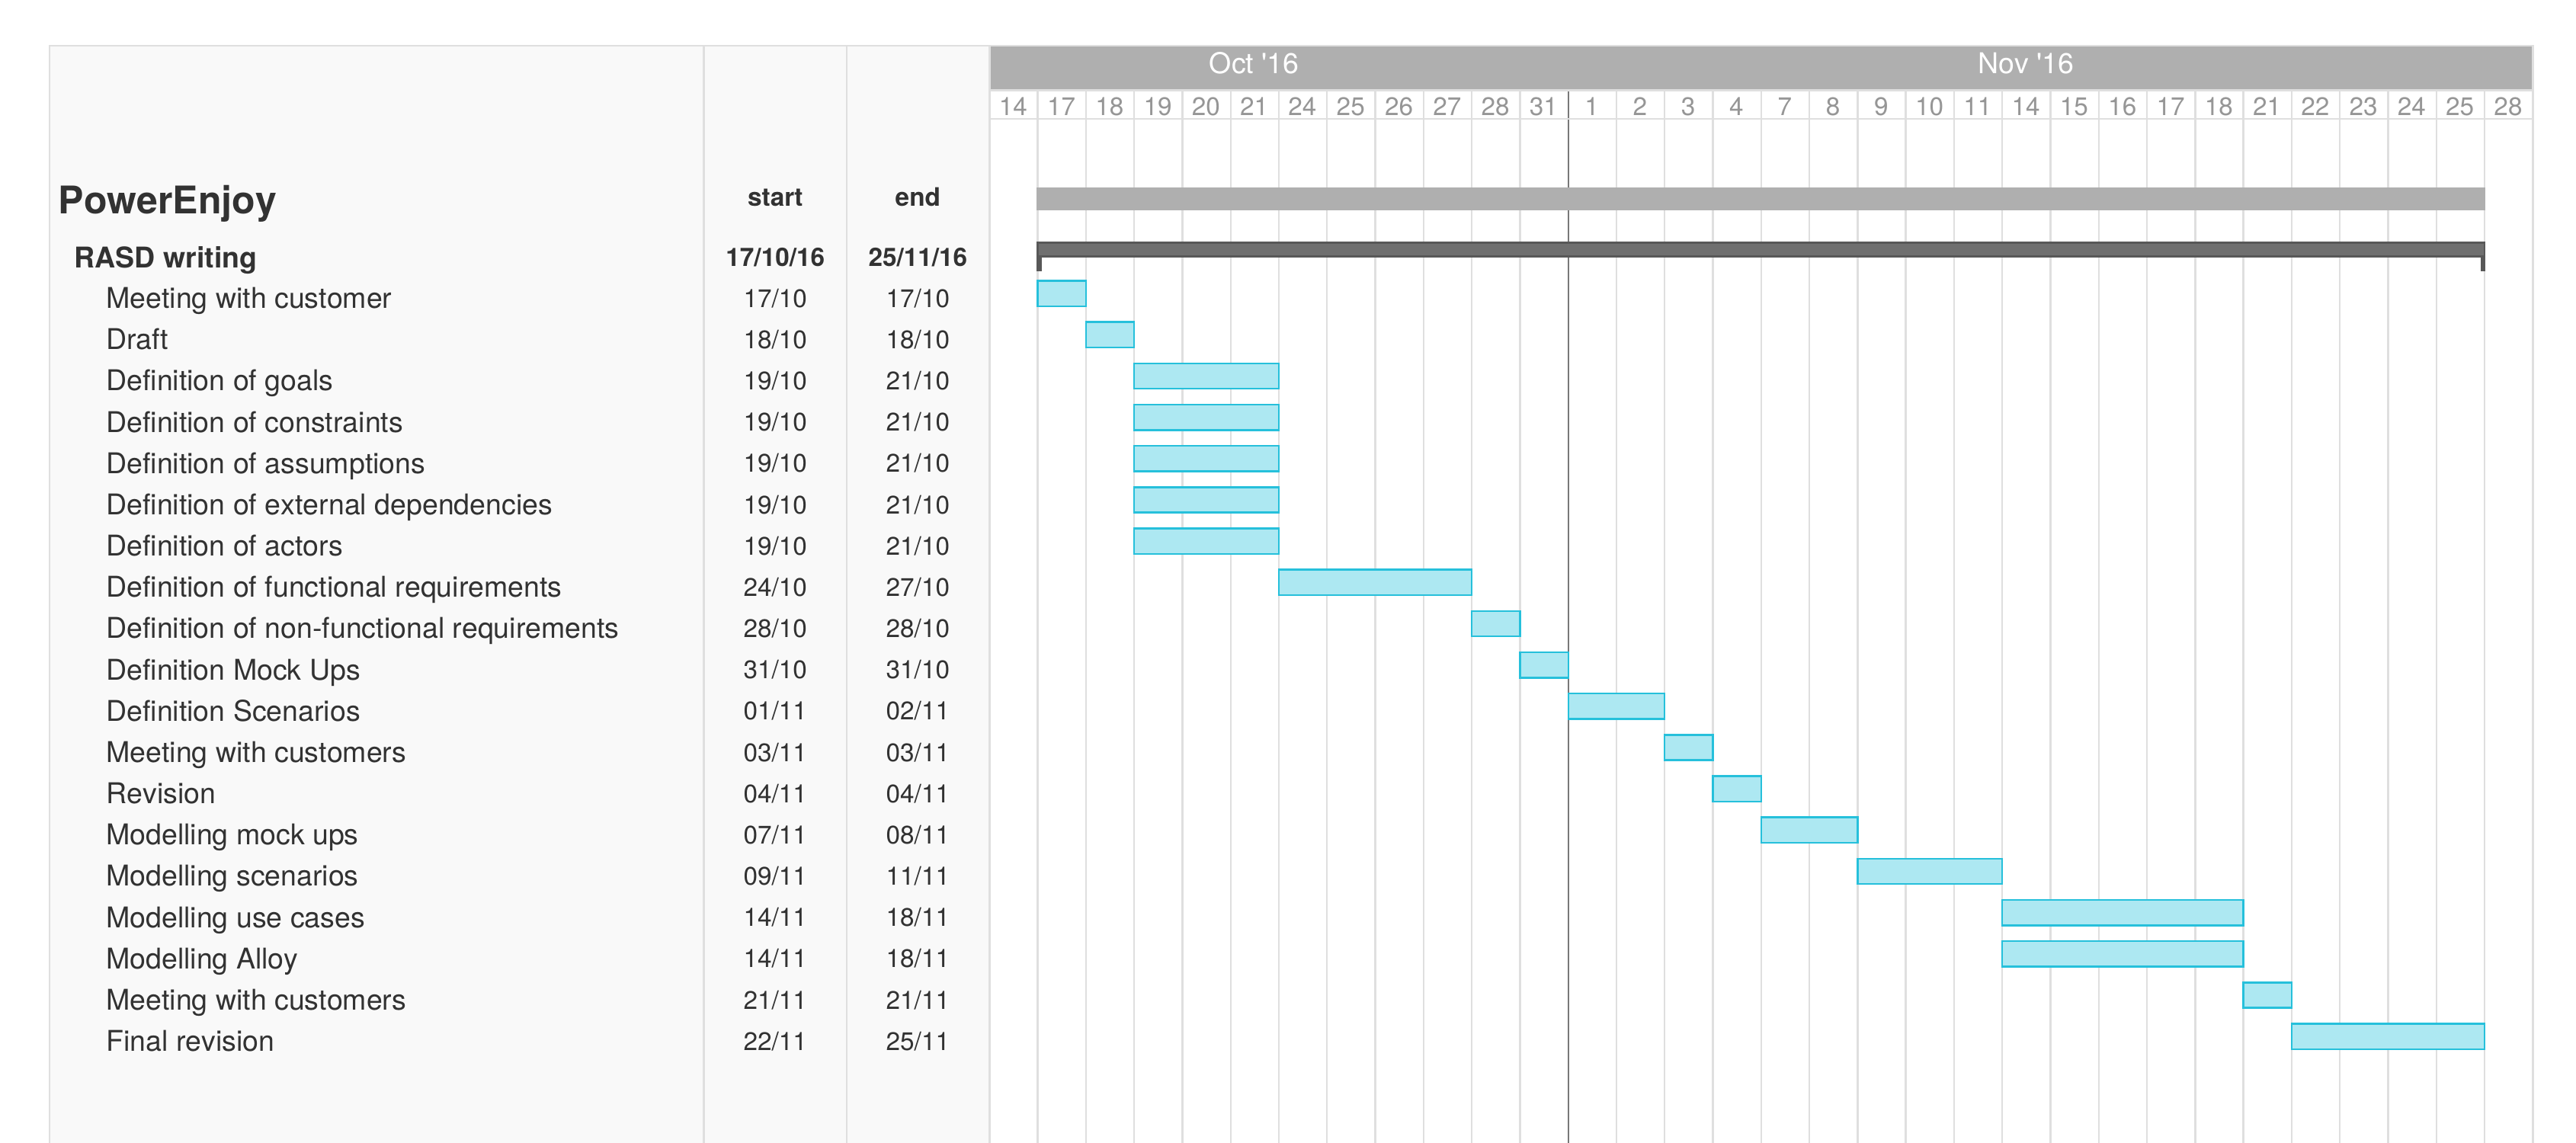 Oct '16 Nov '16
14 17 18 19 20 21 24 25 26 27 28 31 1 2 3 4 7 8 9 10 11 14 15 16 17 18 21 22 23 24 25 28
PowerEnjoy start end
RASD writing 17/10/16 25/11/16
Meeting with customer 17/10 17/10
Draft 18/10 18/10
Definition of goals 19/10 21/10
Definition of constraints 19/10 21/10
Definition of assumptions 19/10 21/10
Definition of external dependencies 19/10 21/10
Definition of actors 19/10 21/10
Definition of functional requirements 24/10 27/10
Definition of non-functional requirements 28/10 28/10
Definition Mock Ups 31/10 31/10
Definition Scenarios 01/11 02/11
Meeting with customers 03/11 03/11
Revision 04/11 04/11
Modelling mock ups 07/11 08/11
Modelling scenarios 09/11 11/11
Modelling use cases 14/11 18/11
Modelling Alloy 14/11 18/11
Meeting with customers 21/11 21/11
Final revision 22/11 25/11